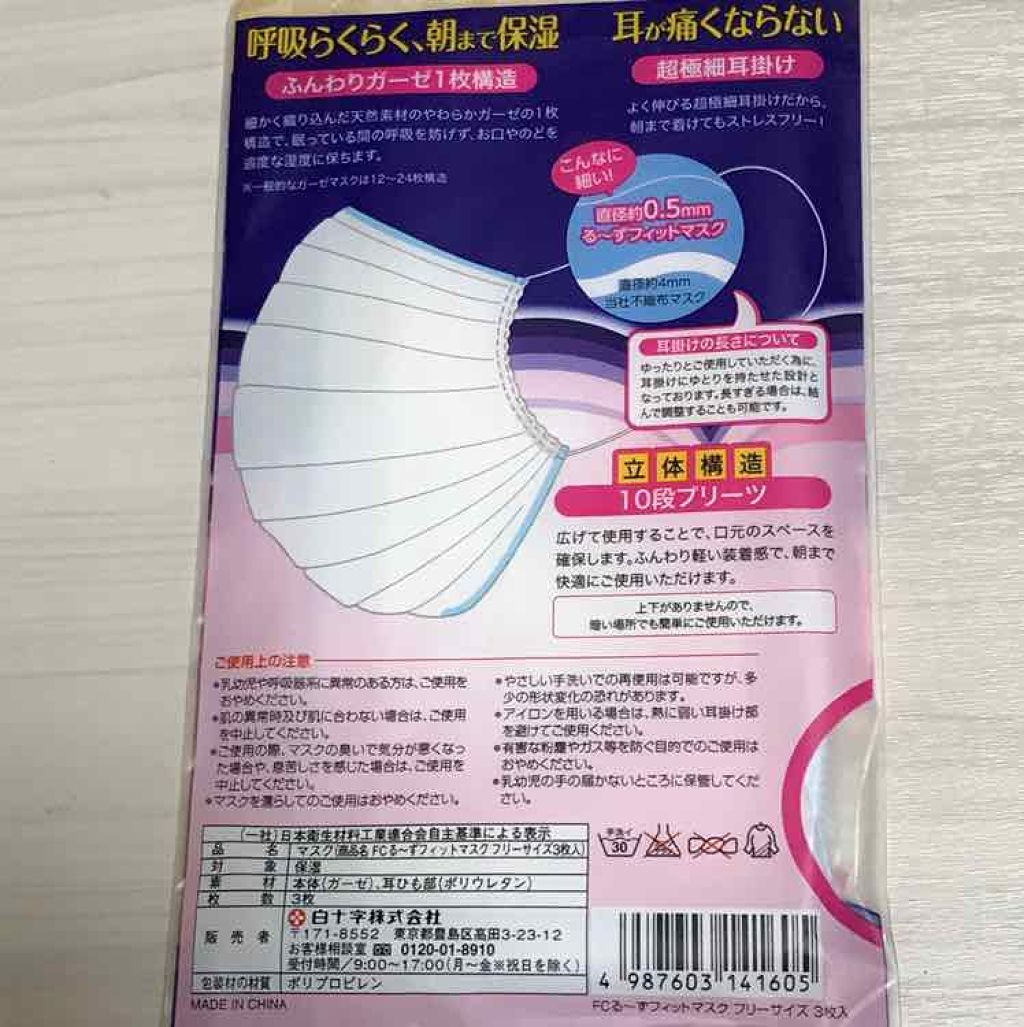 呼吸らくらく、朝まで保湿
ふんわりガーゼ1枚構造
細かく織り込んだ天然素材のやわらかガーゼの1枚
構造で、眠っている間の呼吸を妨げず、お口やのどを
適度な湿度に保ちます。
※一般的なガーゼマスクは12〜24枚構造
耳が痛くならない
超極細耳掛け
よく伸びる超極細耳掛けだから、
朝まで着けてもストレスフリー!
こんなに
細い!
直径約0.5mm
る〜ずフィットマスク
直径約4mm
当社不織布マスク
耳掛けの長さについて
ゆったりとご使用していただく為に、
耳掛けにゆとりを持たせた設計と
なっております。長すぎる場合は、結
んで調整することも可能です。
立体構造
10段プリーツ
広げて使用することで、口元のスペースを
確保します。ふんわり軽い装着感で、朝まで
快適にご使用いただけます。
上下がありませんので、
暗い場所でも簡単にご使用いただけます。
ご使用上の注意
●乳幼児や呼吸器系に異常のある方は、ご使用を
おやめください。
●肌の異常時及び肌に合わない場合は、ご使用
を中止してください。
●ご使用の際、マスクの臭いで気分が悪くなっ
た場合や、息苦しさを感じた場合は、ご使用を
中止してください。
●マスクを濡らしてのご使用はおやめください。
●やさしい手洗いでの再使用は可能ですが、多
少の形状変化の恐れがあります。
●アイロンを用いる場合は、熱に弱い耳掛け部
を避けてご使用ください。
●有害な粉塵やガス等を防ぐ目的でのご使用は
おやめください。
●乳幼児の手の届かないところに保管してくだ
さい。
(一社)日本衛生材料工業連合会自主基準による表示
品名 マスク(商品名 FCる〜ずフィットマスク フリーサイズ3枚入)
対象 保湿
素材 本体(ガーゼ)、耳ひも部(ポリウレタン)
枚数 3枚
販売者 白十字株式会社
〒171-8552 東京都豊島区高田3-23-12
お客様相談室 0120-01-8910
受付時間/9:00〜17:00(月〜金※祝日を除く)
包装材の材質 ポリプロピレン
MADE IN CHINA
手洗イ
30
4 987603 141605
FCる〜ずフィットマスク フリーサイズ 3枚入